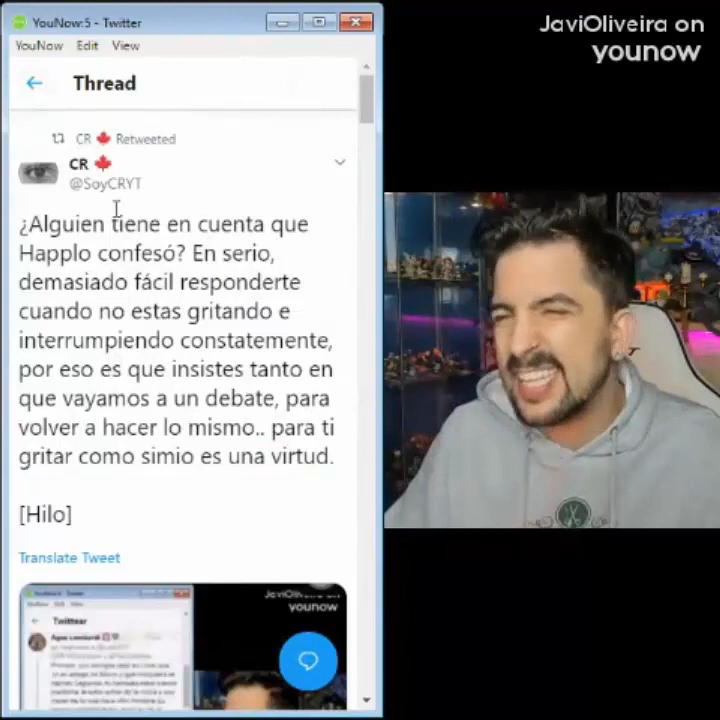 YouNow:5 - Twitter
JaviOliveira on
younow
YouNow Edit View
Thread
CR Retweeted
CR
@SoyCRYT
¿Alguien tiene en cuenta que
Happlo confesó? En serio,
demasiado fácil responderte
cuando no estas gritando e
interrumpiendo constatemente,
por eso es que insistes tanto en
que vayamos a un debate, para
volver a hacer lo mismo.. para ti
gritar como simio es una virtud.
[Hilo]
Translate Tweet
JaviOliveira on
younow
Twitter